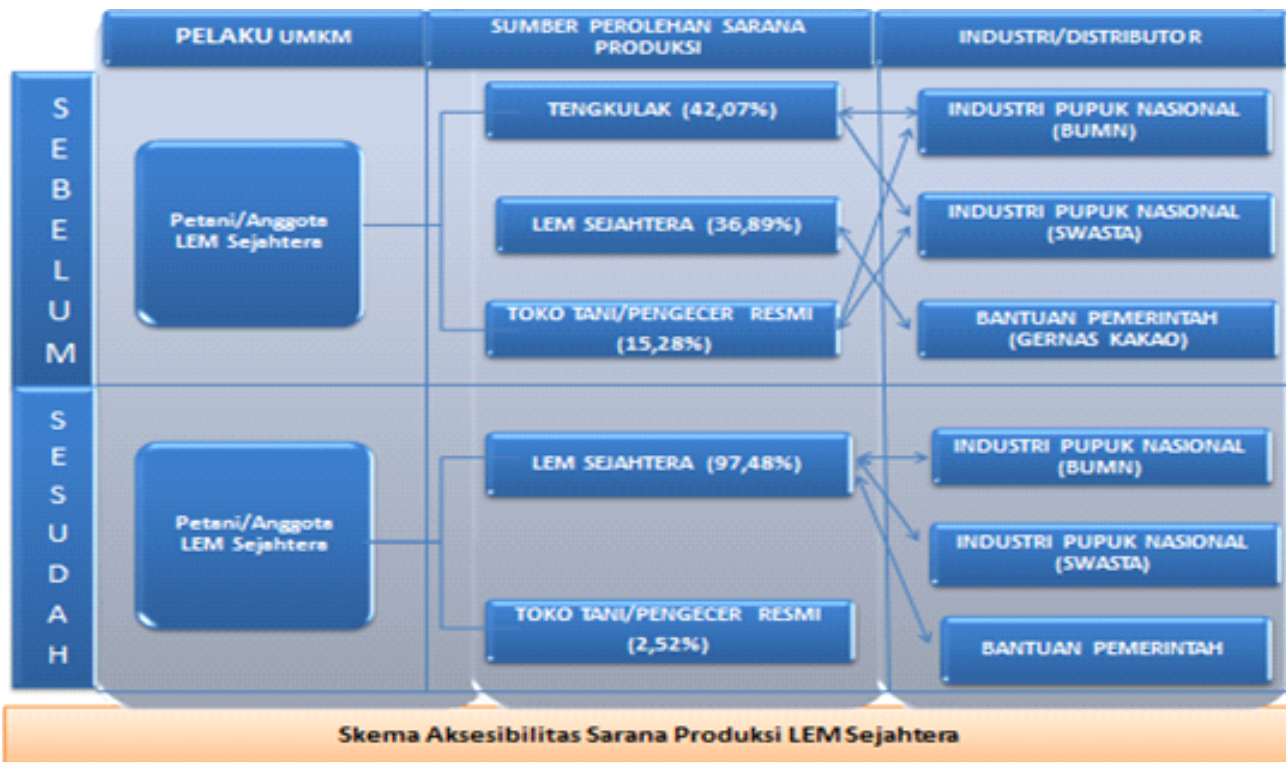 PELAKU UMKM
SUMBER PEROLEHAN SARANA
PRODUKSI
INDUSTRI/DISTRIBUTOR
SEBELUM
Petani/Anggota
LEM Sejahtera
TENGKULAK (42,07%)
LEM SEJAHTERA (36,89%)
TOKO TANI/PENGECER RESMI
(15,28%)
INDUSTRI PUPUK NASIONAL
(BUMN)
INDUSTRI PUPUK NASIONAL
(SWASTA)
BANTUAN PEMERINTAH
(GERNAS KAKAO)
SESUDAH
Petani/Anggota
LEM Sejahtera
LEM SEJAHTERA (97,48%)
TOKO TANI/PENGECER RESMI
(2,52%)
INDUSTRI PUPUK NASIONAL
(BUMN)
INDUSTRI PUPUK NASIONAL
(SWASTA)
BANTUAN PEMERINTAH
Skema Aksesibilitas Sarana Produksi LEM Sejahtera